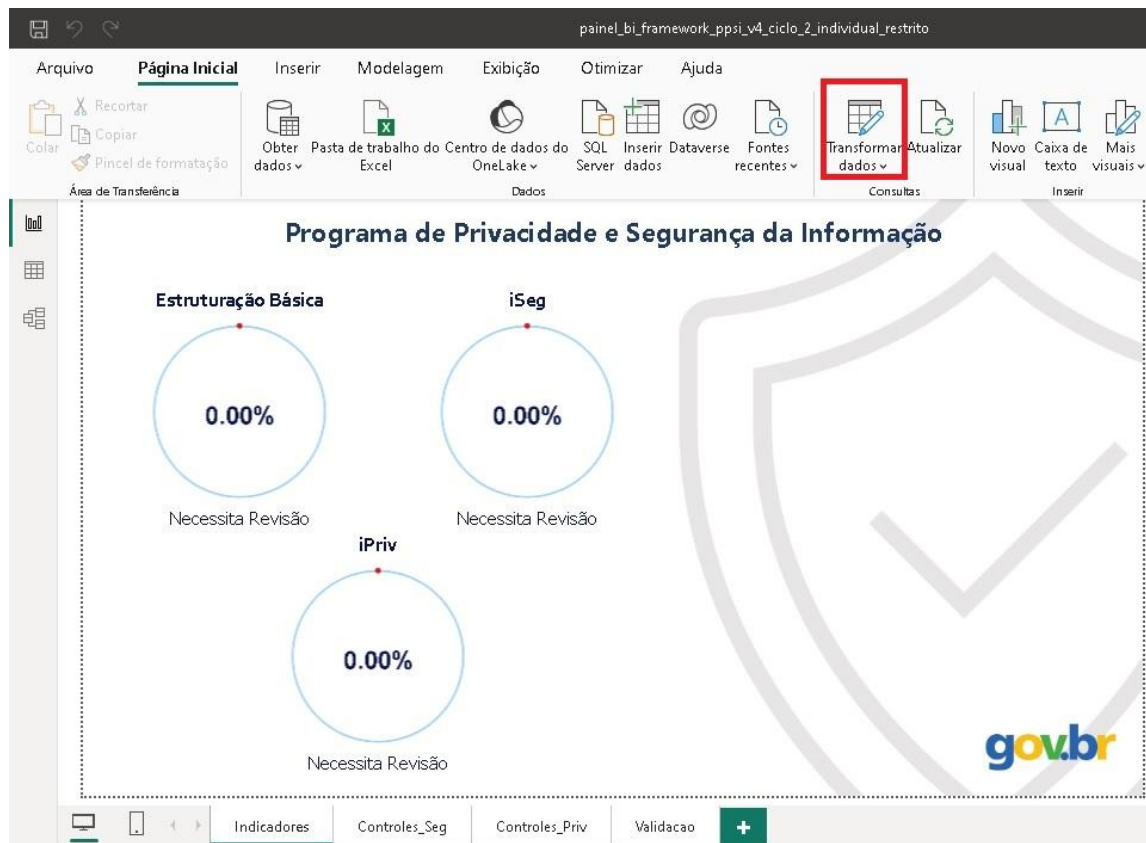 painel_bi_framework_ppsi_v4_ciclo_2_individual_restrito
Arquivo Página Inicial Inserir Modelagem Exibição Otimizar Ajuda
Colar
Recortar
Copiar
Pincel de formatação
Área de Transferência
Obter dados
Pasta de trabalho do Excel
Centro de dados do OneLake
SQL Server
Inserir dados
Dataverse
Fontes recentes
Dados
Transformar dados
Atualizar
Consultas
Novo visual
Caixa de texto
Mais visuais
Inserir
Programa de Privacidade e Segurança da Informação
Estruturação Básica
0.00%
Necessita Revisão
iSeg
0.00%
Necessita Revisão
iPriv
0.00%
Necessita Revisão
gov.br
Indicadores Controles_Seg Controles_Priv Validacao